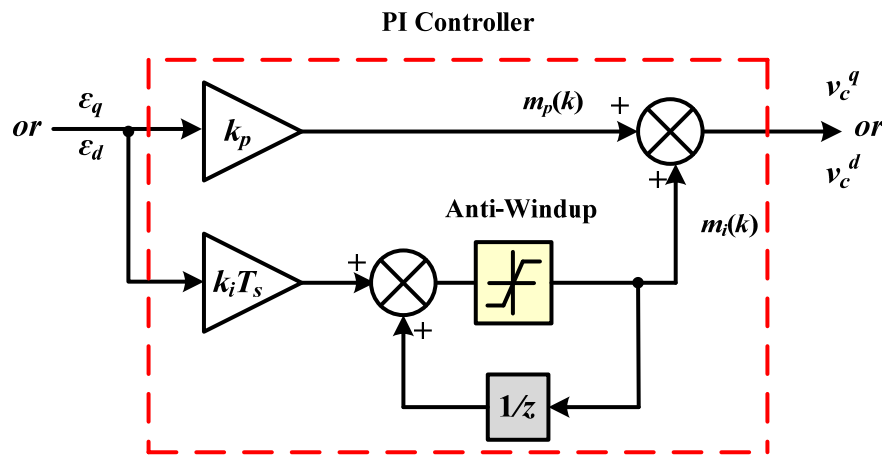 PI Controller
or
ε_q
ε_d
k_p
m_p(k)
+
+
v_c^q
or
v_c^d
Anti-Windup
m_i(k)
k_iT_s
+
+
1/z